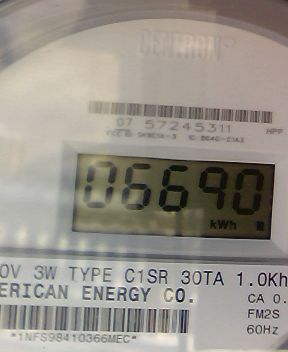 CENTRON
07 57245311
HPP
06690
kWh
0V 3W TYPE C1SR 30TA 1.0Kh
ERICAN ENERGY CO.
CA 0.
FM2S
60Hz
*1NFS98410366MEC*